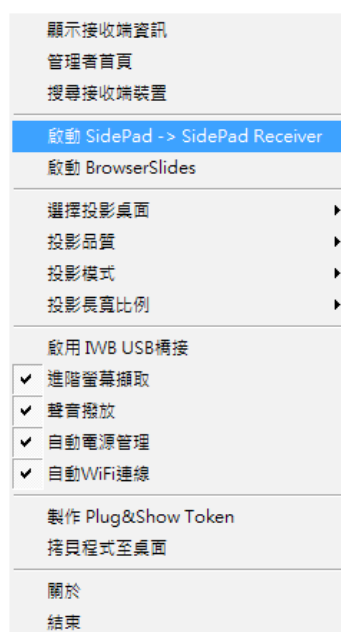 顯示接收端資訊
管理者首頁
搜尋接收端裝置
啟動 SidePad -> SidePad Receiver
啟動 BrowserSlides
選擇投影桌面
投影品質
投影模式
投影長寬比例
啟用 IWB USB橋接
進階螢幕擷取
聲音撥放
自動電源管理
自動WiFi連線
製作 Plug&Show Token
拷貝程式至桌面
關於
結束